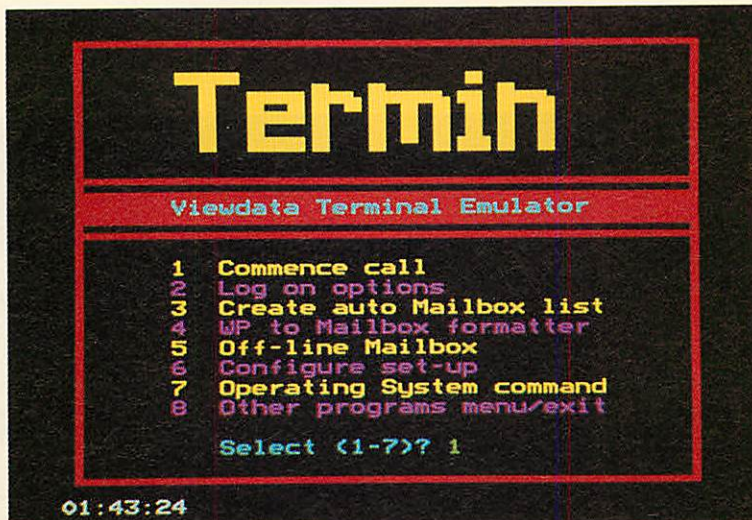 Termin
Viewdata Terminal Emulator
1 Commence call
2 Log on options
3 Create auto Mailbox list
4 WP to Mailbox formatter
5 Off-line Mailbox
6 Configure set-up
7 Operating System command
8 Other programs menu/exit
Select (1-7)? 1
01:43:24